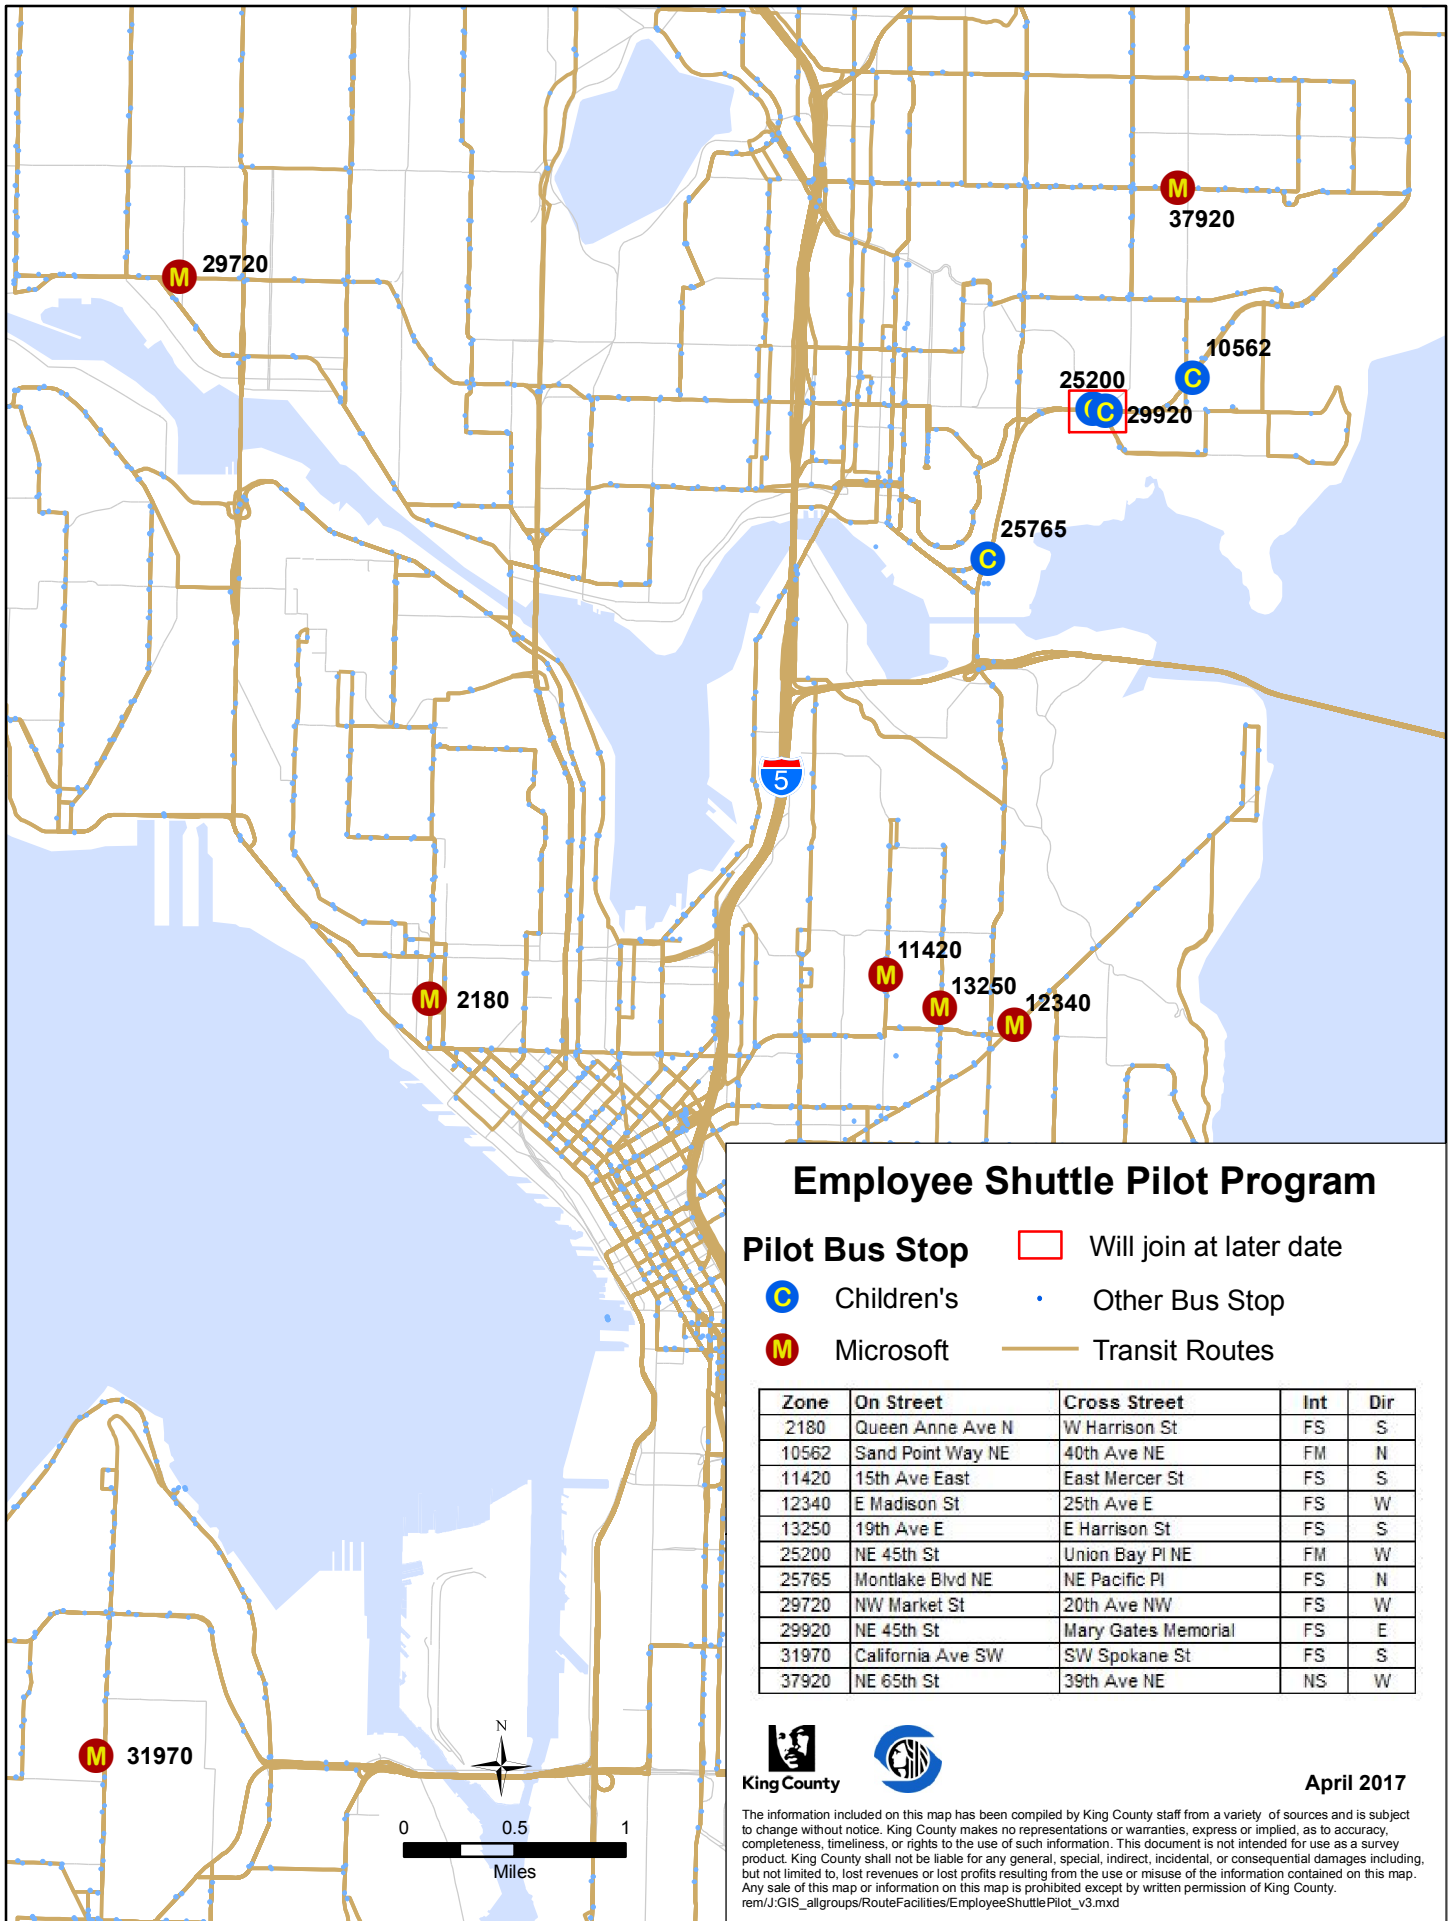 37920
29720
10562
25200
29920
25765
5
11420
13250
12340
2180
31970
M
M
C
C
C
C
M
M
M
M
M
N
0 0.5 1
Miles
Employee Shuttle Pilot Program
Pilot Bus Stop
Will join at later date
C Children's
Other Bus Stop
M Microsoft
Transit Routes
Zone On Street Cross Street Int Dir
2180 Queen Anne Ave N W Harrison St FS S
10562 Sand Point Way NE 40th Ave NE FM N
11420 15th Ave East East Mercer St FS S
12340 E Madison St 25th Ave E FS W
13250 19th Ave E E Harrison St FS S
25200 NE 45th St Union Bay Pl NE FM W
25765 Montlake Blvd NE NE Pacific Pl FS N
29720 NW Market St 20th Ave NW FS W
29920 NE 45th St Mary Gates Memorial FS E
31970 California Ave SW SW Spokane St FS S
37920 NE 65th St 39th Ave NE NS W
King County
April 2017
The information included on this map has been compiled by King County staff from a variety of sources and is subject
to change without notice. King County makes no representations or warranties, express or implied, as to accuracy,
completeness, timeliness, or rights to the use of such information. This document is not intended for use as a survey
product. King County shall not be liable for any general, special, indirect, incidental, or consequential damages including,
but not limited to, lost revenues or lost profits resulting from the use or misuse of the information contained on this map.
Any sale of this map or information on this map is prohibited except by written permission of King County.
rem/J:GIS_allgroups/RouteFacilities/EmployeeShuttlePilot_v3.mxd